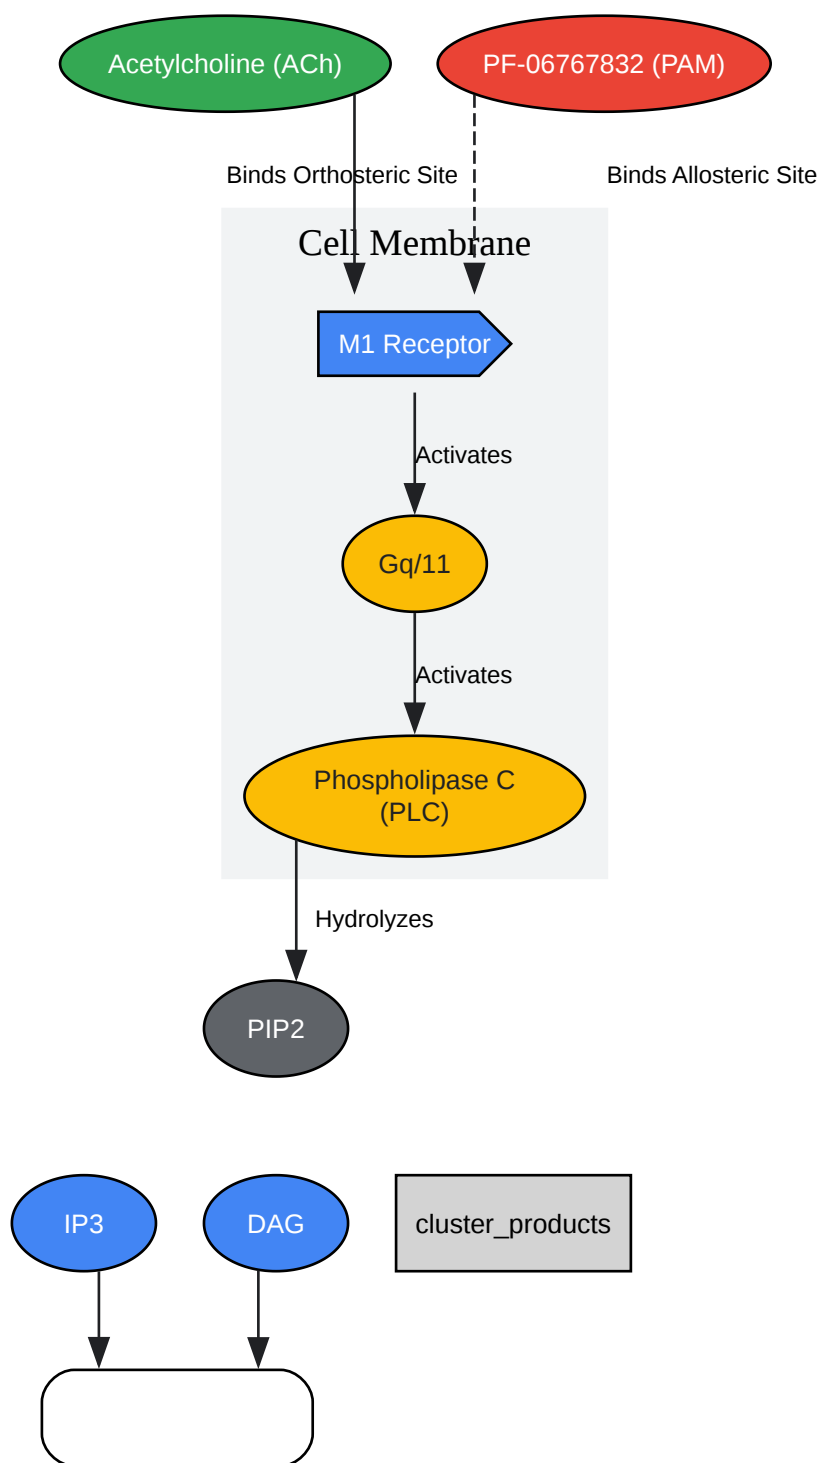 Acetylcholine (ACh)
PF-06767832 (PAM)
Binds Orthosteric Site
Binds Allosteric Site
Cell Membrane
M1 Receptor
Activates
Gq/11
Activates
Phospholipase C
(PLC)
Hydrolyzes
PIP2
IP3
DAG
cluster_products